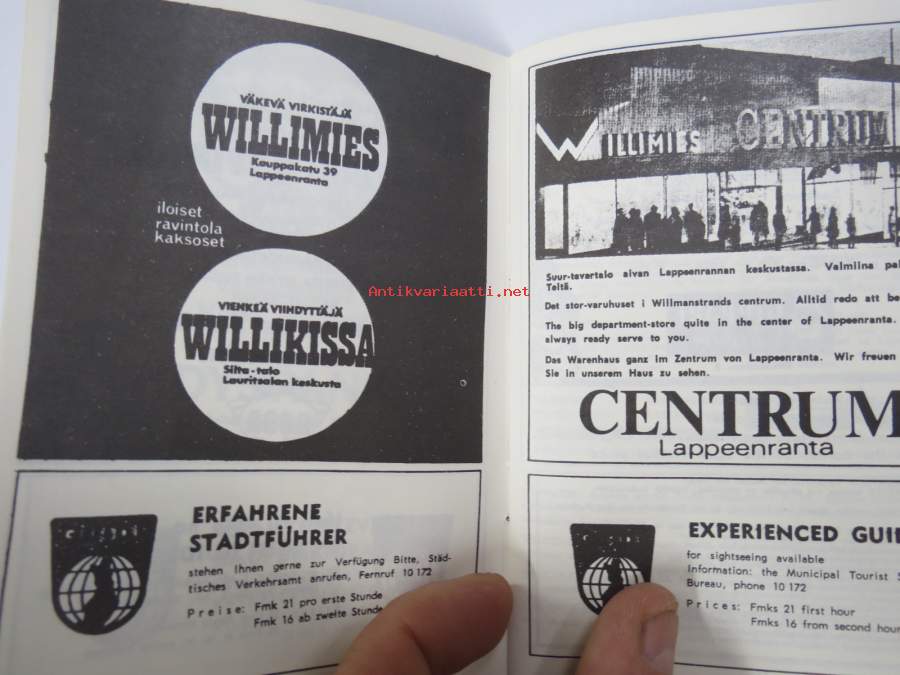 VÄKEVÄ VIRKISTÄJÄ
WILLIMIES
Kauppakatu 39
Lappeenranta
iloiset
ravintola
kaksoset
VIENKEÄ VIIHDYTTÄJÄ
WILLIKISSA
Silta-talo
Lauritsalan keskusta
ERFAHRENE
STADTFÜHRER
stehen Ihnen gerne zur Verfügung Bitte, Städ-
tisches Verkehrsamt anrufen, Fernruf 10 172
Preise: Fmk 21 pro erste Stunde
Fmk 16 ab zweite Stunde
WILLIMIES CENTRUM
Suur-tavartalo aivan Lappeenrannan keskustassa. Valmiina
Teitä.
Det stor-varuhuset i Willmanstrands centrum. Alltid redo att
The big department-store quite in the center of Lappeenranta.
always ready serve to you.
Das Warenhaus ganz im Zentrum von Lappeenranta. Wir freuen
Sie in unserem Haus zu sehen.
CENTRUM
Lappeenranta
EXPERIENCED
for sightseeing available
Information: the Municipal Tourist
Bureau, phone 10 172
Prices: Fmks 21 first hour
Fmks 16 from second hour
Antikvariaatti.net